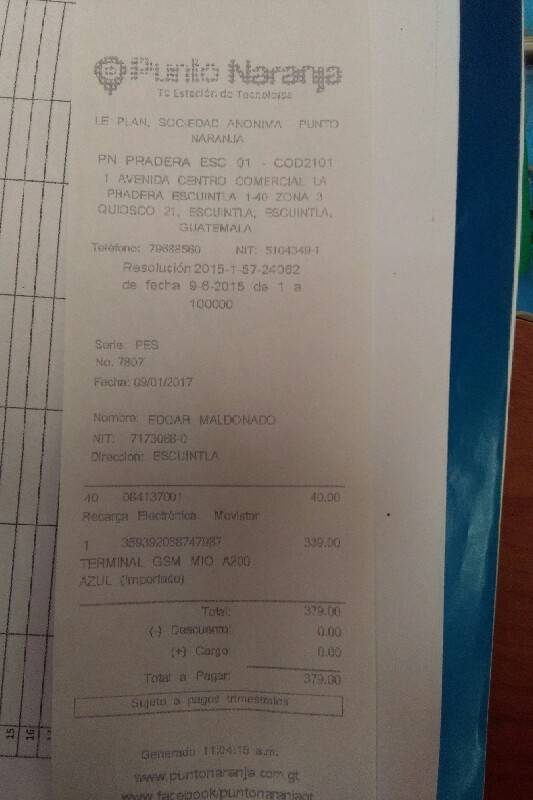 Punto Naranja
Tu Estación de Tecnología
LE PLAN, SOCIEDAD ANONIMA PUNTO
NARANJA
PN PRADERA ESC 01 - COD2101
1 AVENIDA CENTRO COMERCIAL LA
PRADERA ESCUINTLA 1-40 ZONA 3
QUIOSCO 21, ESCUINTLA, ESCUINTLA,
GUATEMALA
Teléfono: 79688560 NIT: 5104349-1
Resolución 2015-1-57-24062
de fecha 9-6-2015 de 1 a
100000
Serie: PES
No. 7807
Fecha: 09/01/2017
Nombre: EDGAR MALDONADO
NIT: 7173088-0
Direccion: ESCUINTLA
40 064137001 40.00
Recarga Electrónica Movistar
1 359392088747987 339.00
TERMINAL GSM MIO A200
AZUL (Importado)
Total: 379.00
(-) Descuento: 0.00
(+) Cargo: 0.00
Total a Pagar: 379.00
Sujeto a pagos trimestrales
Generado 11:04:16 a.m.
www.puntonaranja.com.gt
www.facebook/puntonaranjagt
15
16